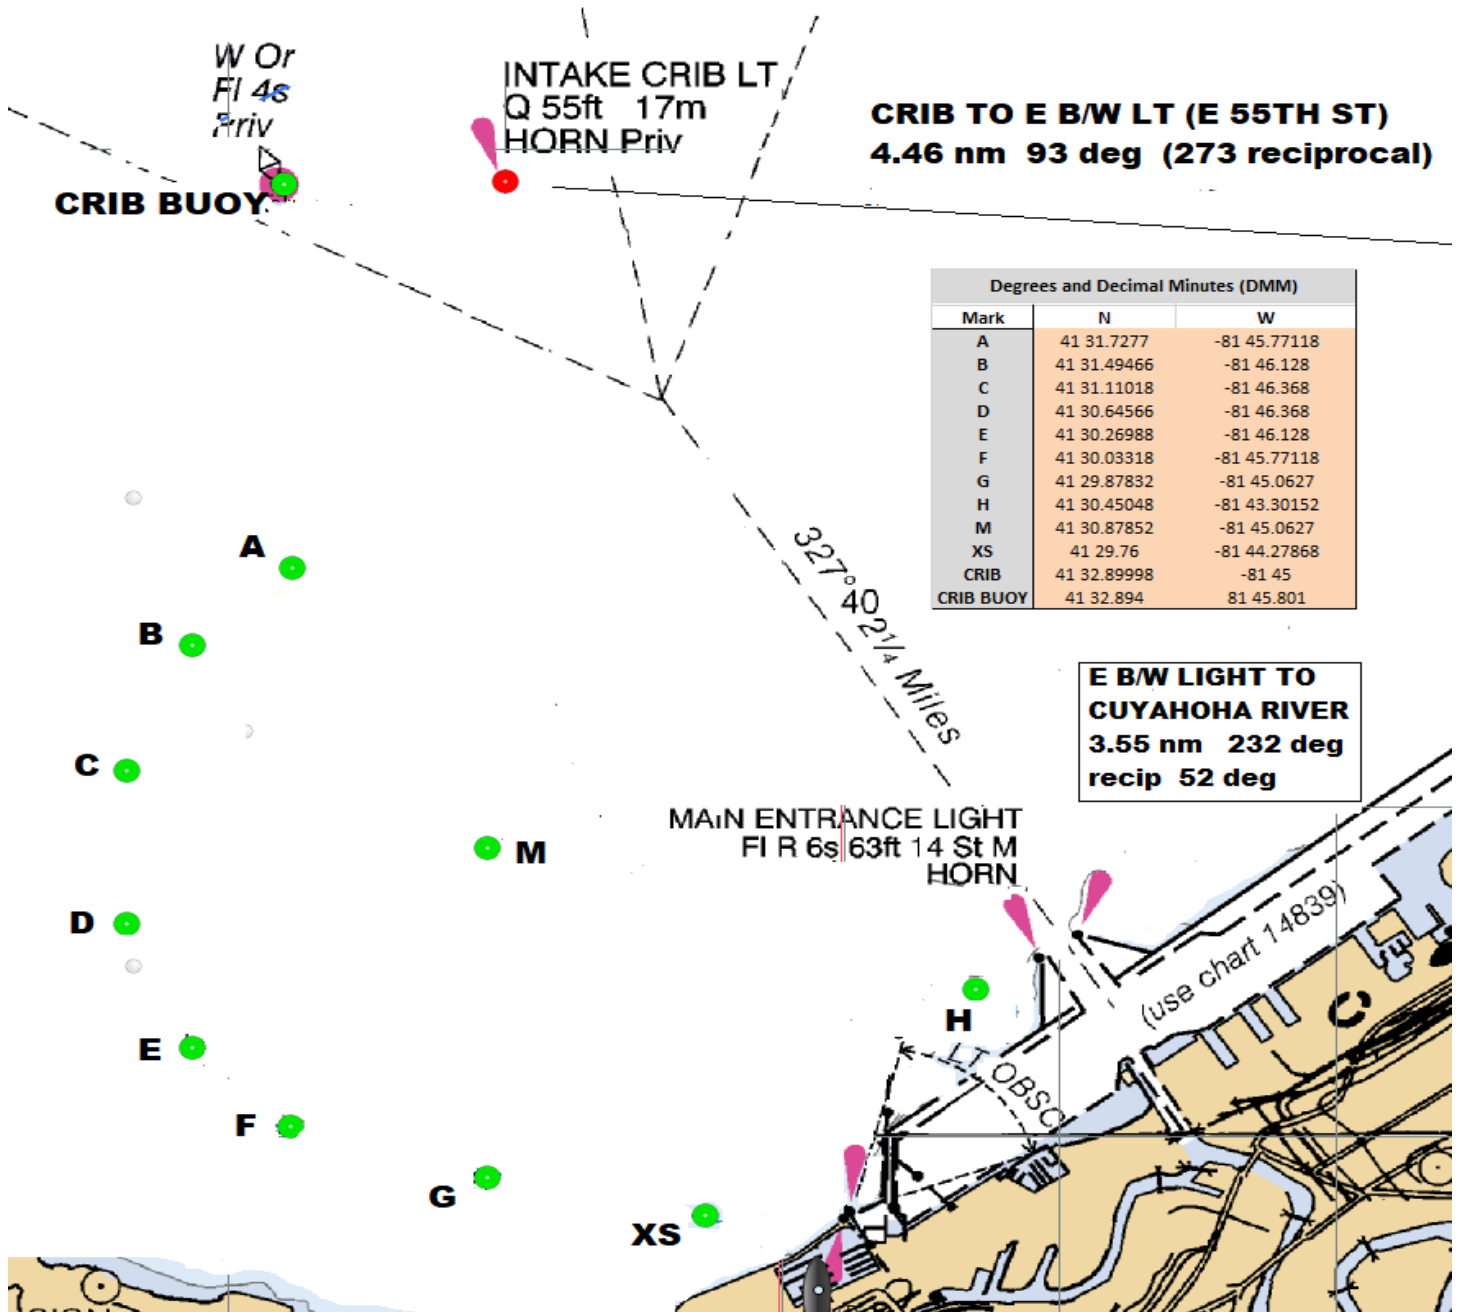 W Or
Fl 4s
Priv
INTAKE CRIB LT
Q 55ft 17m
HORN Priv
CRIB TO E B/W LT (E 55TH ST)
4.46 nm 93 deg (273 reciprocal)
CRIB BUOY
Degrees and Decimal Minutes (DMM)
Mark N W
A 41 31.7277 -81 45.77118
B 41 31.49466 -81 46.128
C 41 31.11018 -81 46.368
D 41 30.64566 -81 46.368
E 41 30.26988 -81 46.128
F 41 30.03318 -81 45.77118
G 41 29.87832 -81 45.0627
H 41 30.45048 -81 43.30152
M 41 30.87852 -81 45.0627
XS 41 29.76 -81 44.27868
CRIB 41 32.89998 -81 45
CRIB BUOY 41 32.894 81 45.801
A
B
C
D
E
F
G
M
XS
H
327°40
2 1/4 Miles
E B/W LIGHT TO
CUYAHOHA RIVER
3.55 nm 232 deg
recip 52 deg
MAIN ENTRANCE LIGHT
Fl R 6s 63ft 14 St M
HORN
(use chart 14839)
LT OBSC